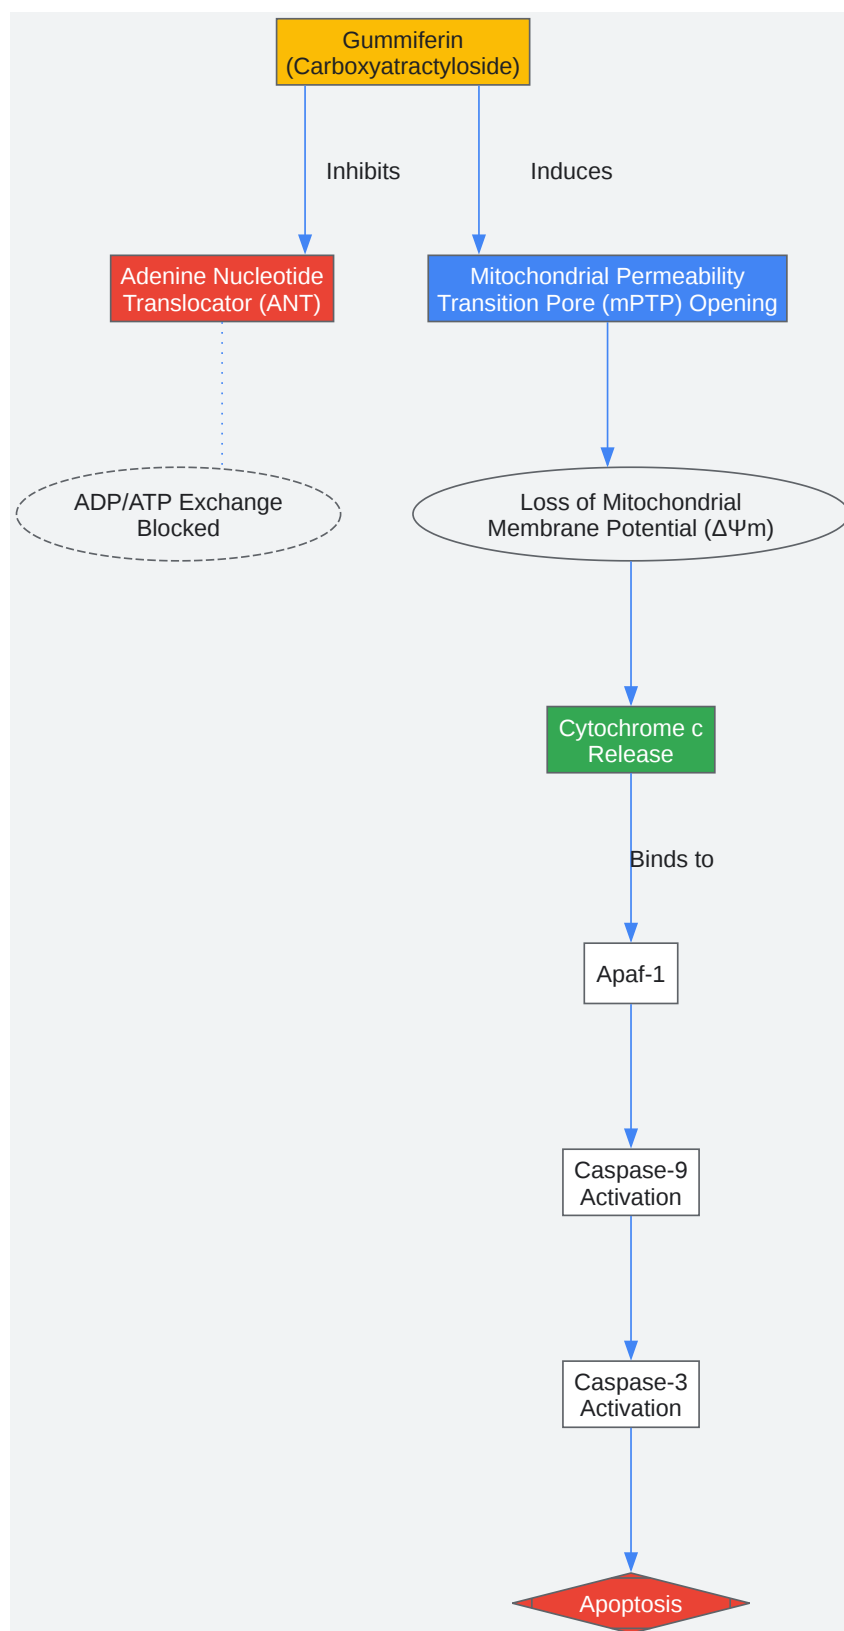 Gummiferin
(Carboxyatractyloside)
Inhibits
Induces
Adenine Nucleotide
Translocator (ANT)
Mitochondrial Permeability
Transition Pore (mPTP) Opening
ADP/ATP Exchange
Blocked
Loss of Mitochondrial
Membrane Potential (ΔΨm)
Cytochrome c
Release
Binds to
Apaf-1
Caspase-9
Activation
Caspase-3
Activation
Apoptosis